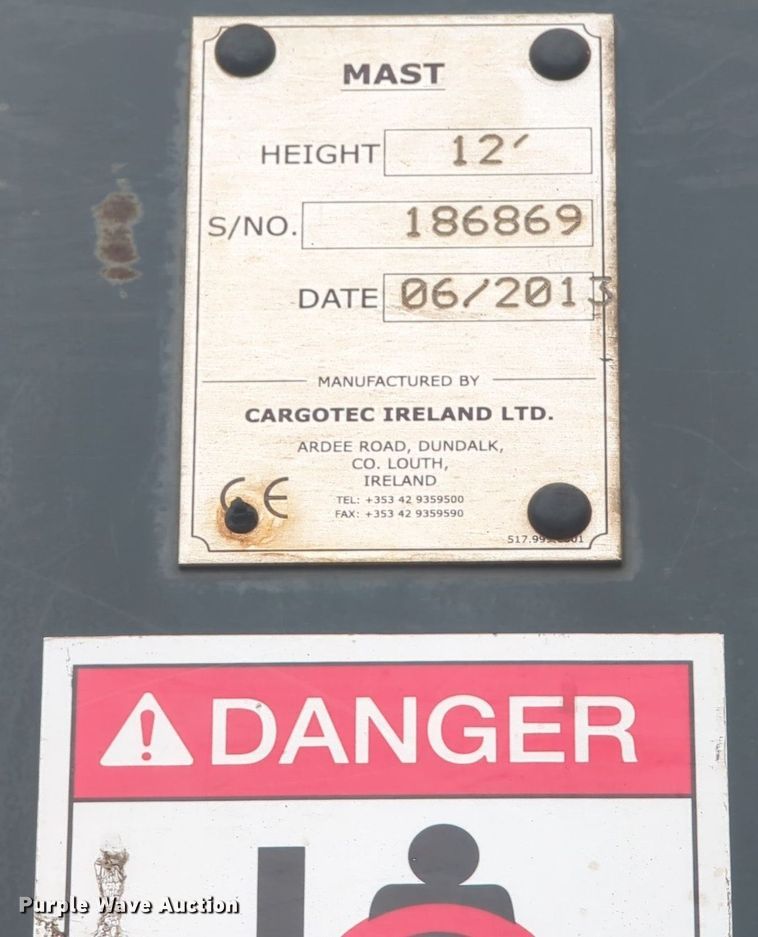 MAST
HEIGHT 12′
S/NO. 186869
DATE 06/2013
MANUFACTURED BY
CARGOTEC IRELAND LTD.
ARDEE ROAD, DUNDALK,
CO. LOUTH,
IRELAND
TEL: +353 42 9359500
FAX: +353 42 9359590
CE
DANGER
Purple Wave Auction